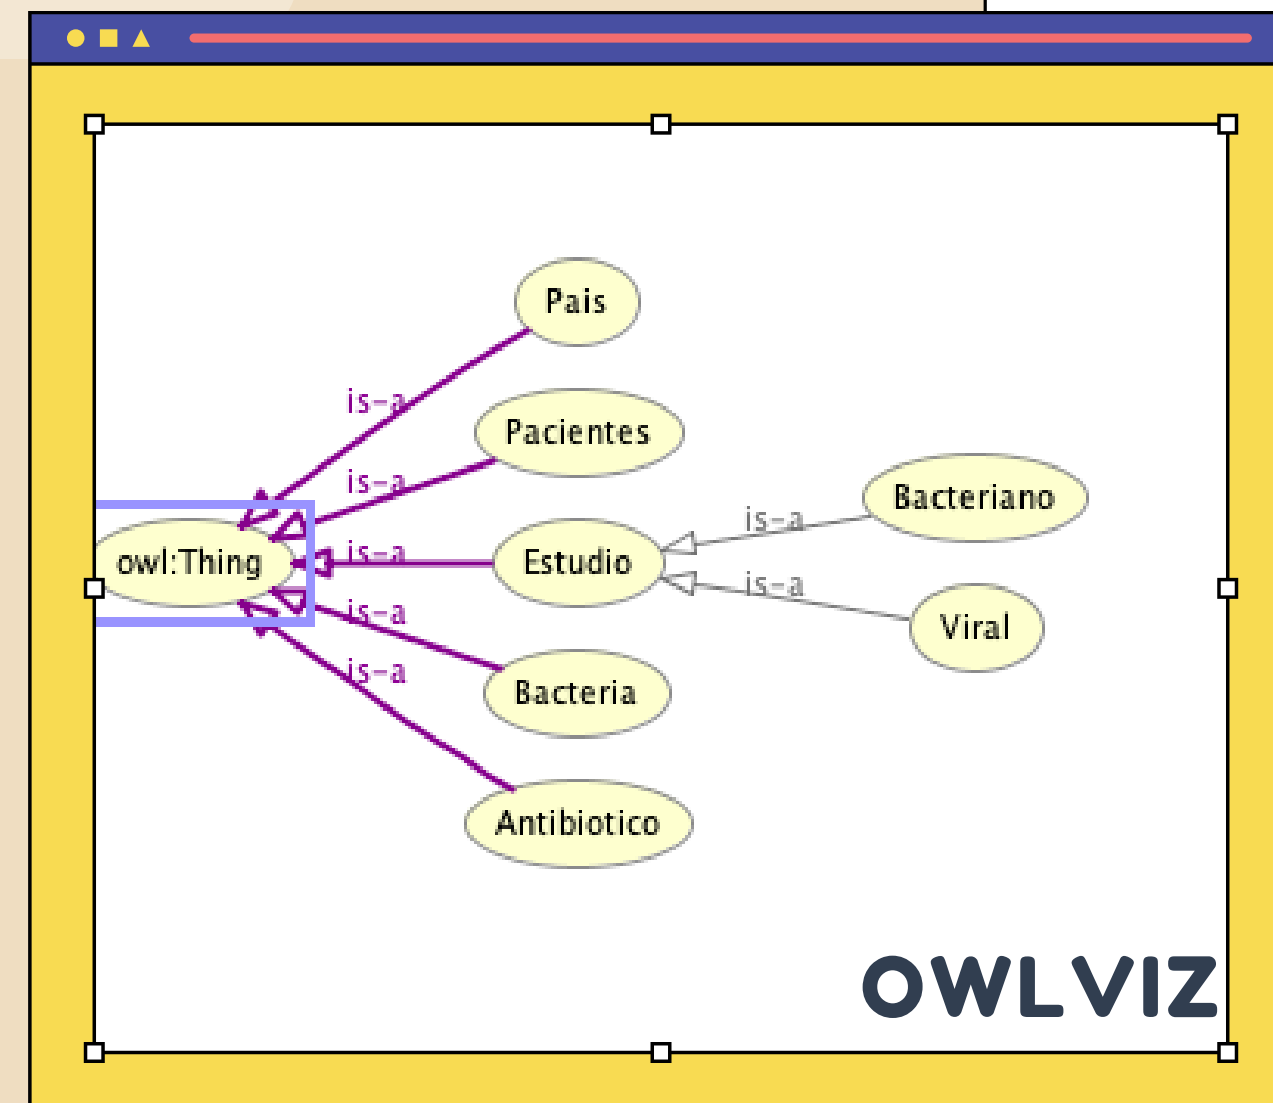 Pais
is-a
Pacientes
is-a
Bacteriano
is-a
owl:Thing
is-a
Estudio
is-a
Viral
is-a
Bacteria
is-a
Antibiotico
OWLVIZ